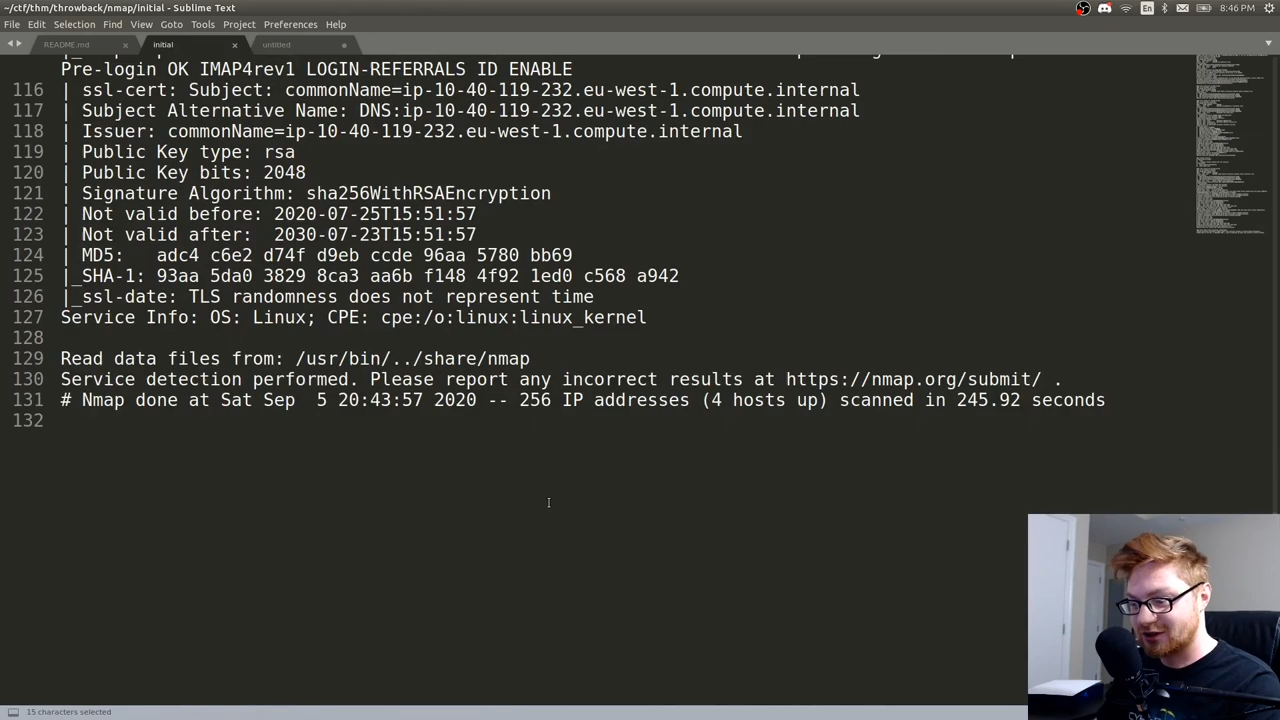 ~/ctf/thm/throwback/nmap/initial - Sublime Text
En
8:46 PM
File Edit Selection Find View Goto Tools Project Preferences Help
README.md
initial
untitled
Pre-login OK IMAP4rev1 LOGIN-REFERRALS ID ENABLE
116 | ssl-cert: Subject: commonName=ip-10-40-119-232.eu-west-1.compute.internal
117 | Subject Alternative Name: DNS:ip-10-40-119-232.eu-west-1.compute.internal
118 | Issuer: commonName=ip-10-40-119-232.eu-west-1.compute.internal
119 | Public Key type: rsa
120 | Public Key bits: 2048
121 | Signature Algorithm: sha256WithRSAEncryption
122 | Not valid before: 2020-07-25T15:51:57
123 | Not valid after:  2030-07-23T15:51:57
124 | MD5:   adc4 c6e2 d74f d9eb ccde 96aa 5780 bb69
125 |_SHA-1: 93aa 5da0 3829 8ca3 aa6b f148 4f92 1ed0 c568 a942
126 |_ssl-date: TLS randomness does not represent time
127 Service Info: OS: Linux; CPE: cpe:/o:linux:linux_kernel
128
129 Read data files from: /usr/bin/../share/nmap
130 Service detection performed. Please report any incorrect results at https://nmap.org/submit/ .
131 # Nmap done at Sat Sep  5 20:43:57 2020 -- 256 IP addresses (4 hosts up) scanned in 245.92 seconds
132
15 characters selected